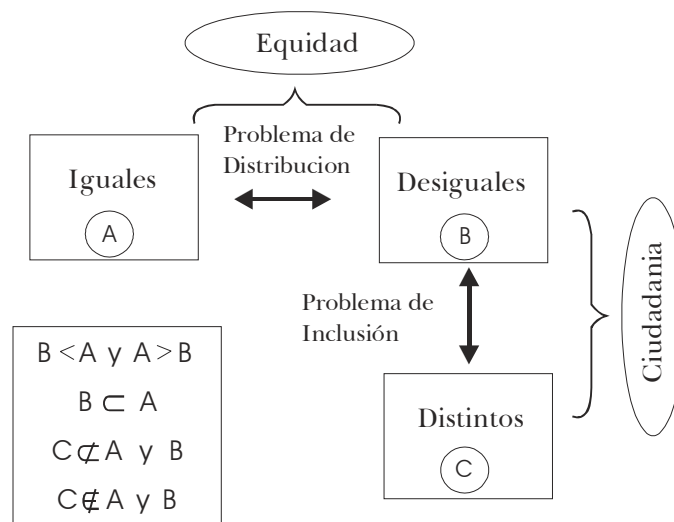 Equidad
Problema de
Distribucion
Iguales
A
Desiguales
B
Problema de
Inclusión
Ciudadania
Distintos
C
B < A y A > B
B ⊂ A
C ⊄ A y B
C ∉ A y B